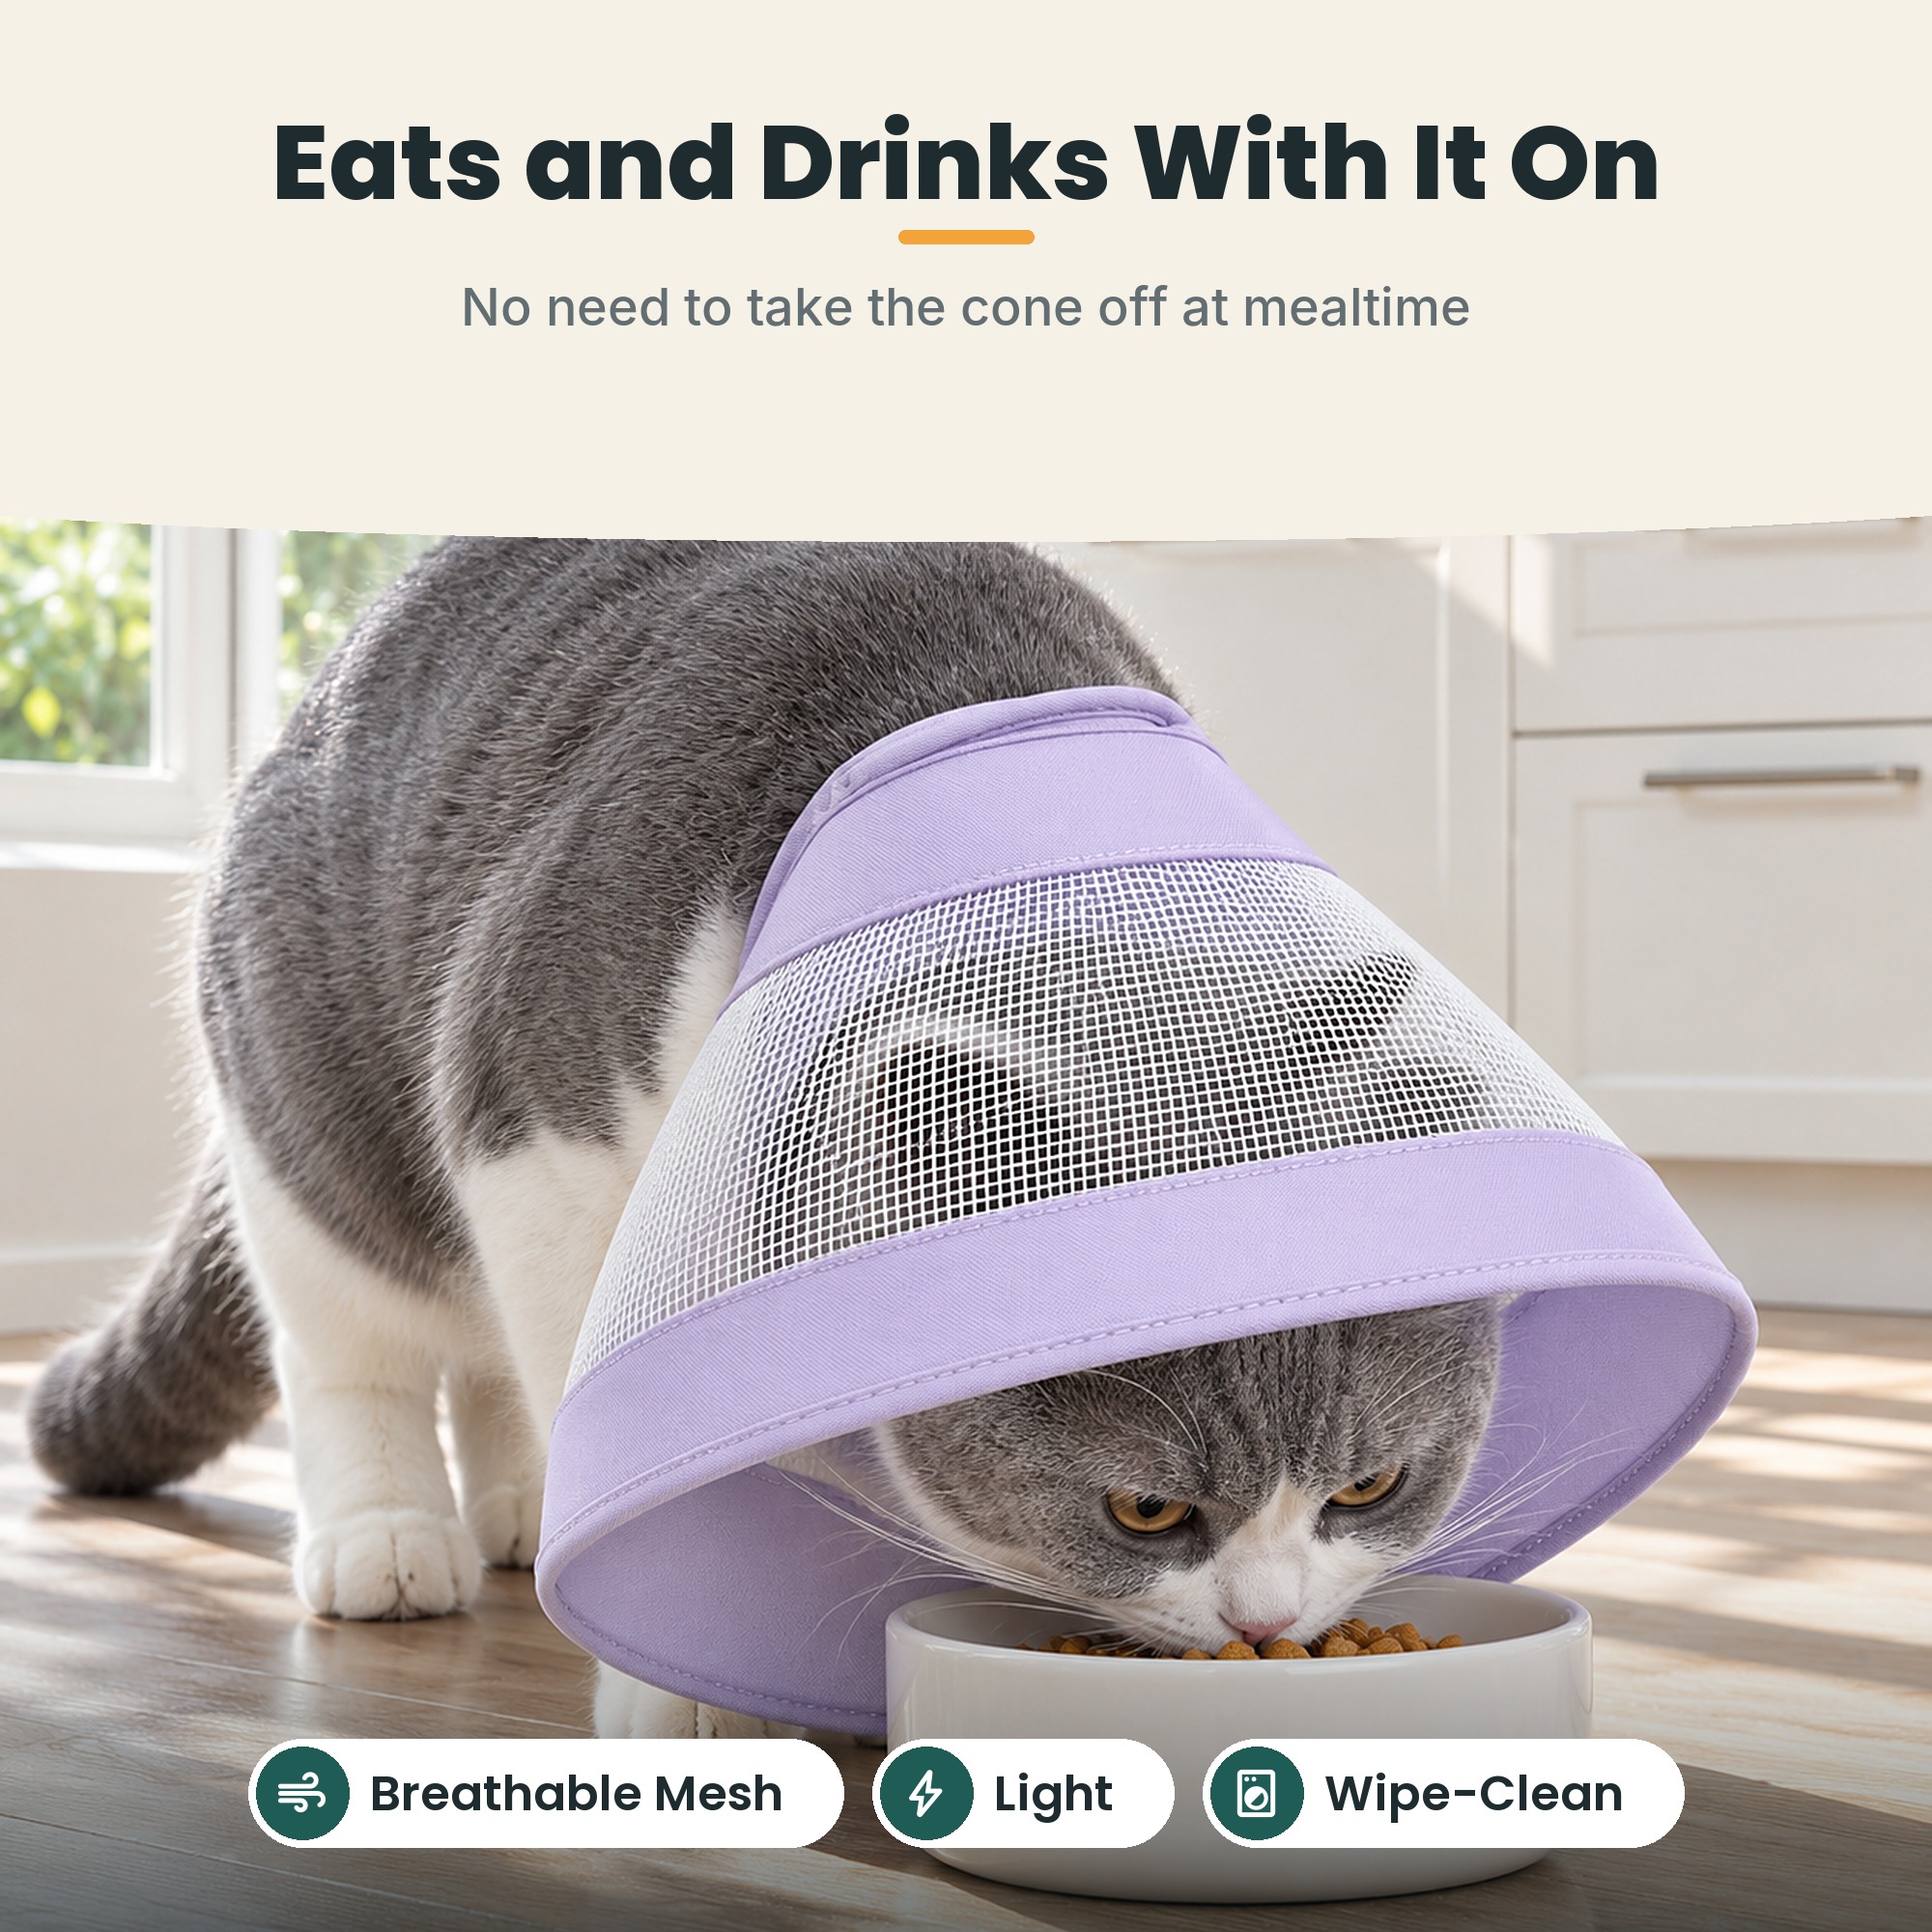 Eats and Drinks With It On
No need to take the cone off at mealtime
Breathable Mesh
Light
Wipe-Clean